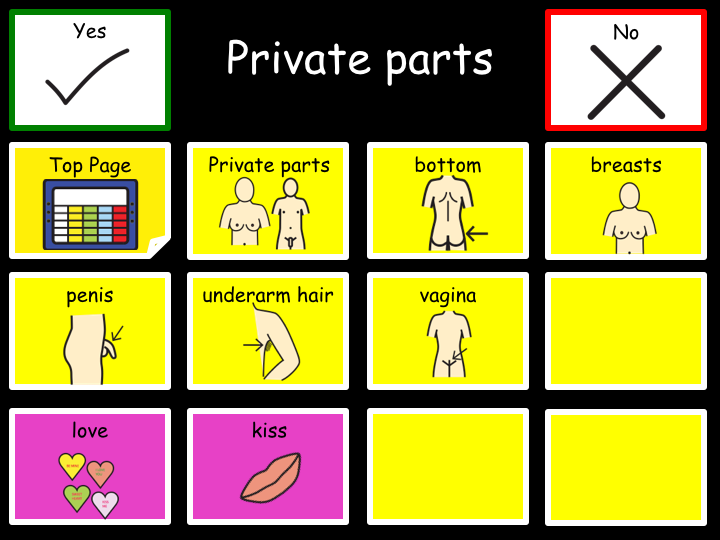 Yes
Private parts
No
Top Page
Private parts
bottom
breasts
penis
underarm hair
vagina
love
kiss